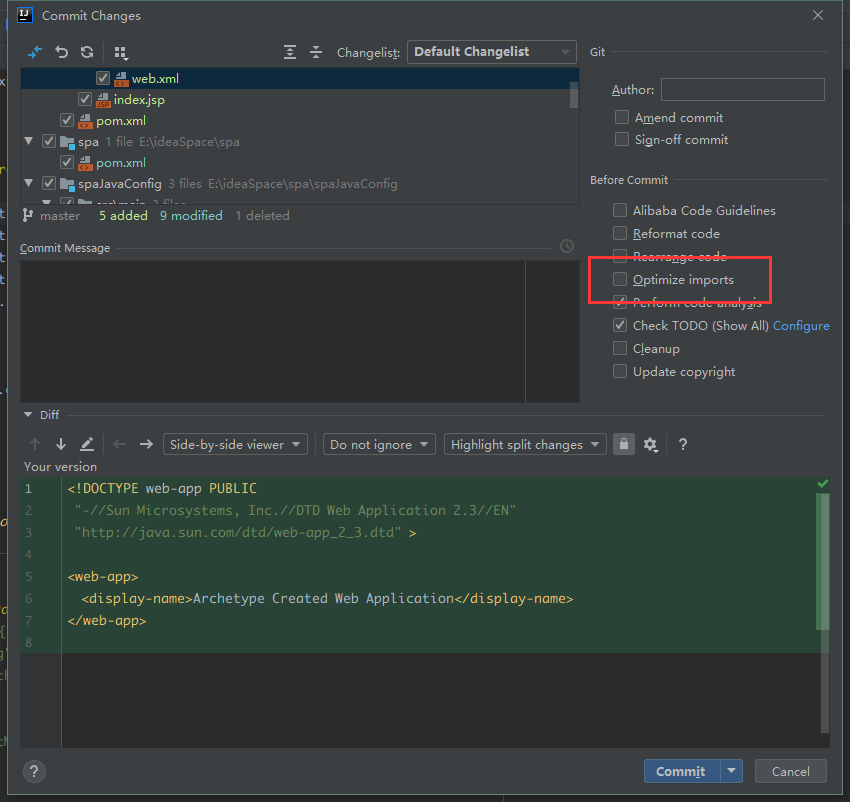 Commit Changes
Changelist: Default Changelist
Git
web.xml
index.jsp
pom.xml
spa 1 file E:\ideaSpace\spa
pom.xml
spaJavaConfig 3 files E:\ideaSpace\spa\spaJavaConfig
src\main 3 files
master 5 added 9 modified 1 deleted
Author:
Amend commit
Sign-off commit
Before Commit
Alibaba Code Guidelines
Reformat code
Rearrange code
Optimize imports
Perform code analysis
Check TODO (Show All) Configure
Cleanup
Update copyright
Commit Message
Diff
Side-by-side viewer
Do not ignore
Highlight split changes
?
Your version
1 <!DOCTYPE web-app PUBLIC
2 "-//Sun Microsystems, Inc.//DTD Web Application 2.3//EN"
3 "http://java.sun.com/dtd/web-app_2_3.dtd" >
4
5 <web-app>
6 <display-name>Archetype Created Web Application</display-name>
7 </web-app>
8
?
Commit
Cancel